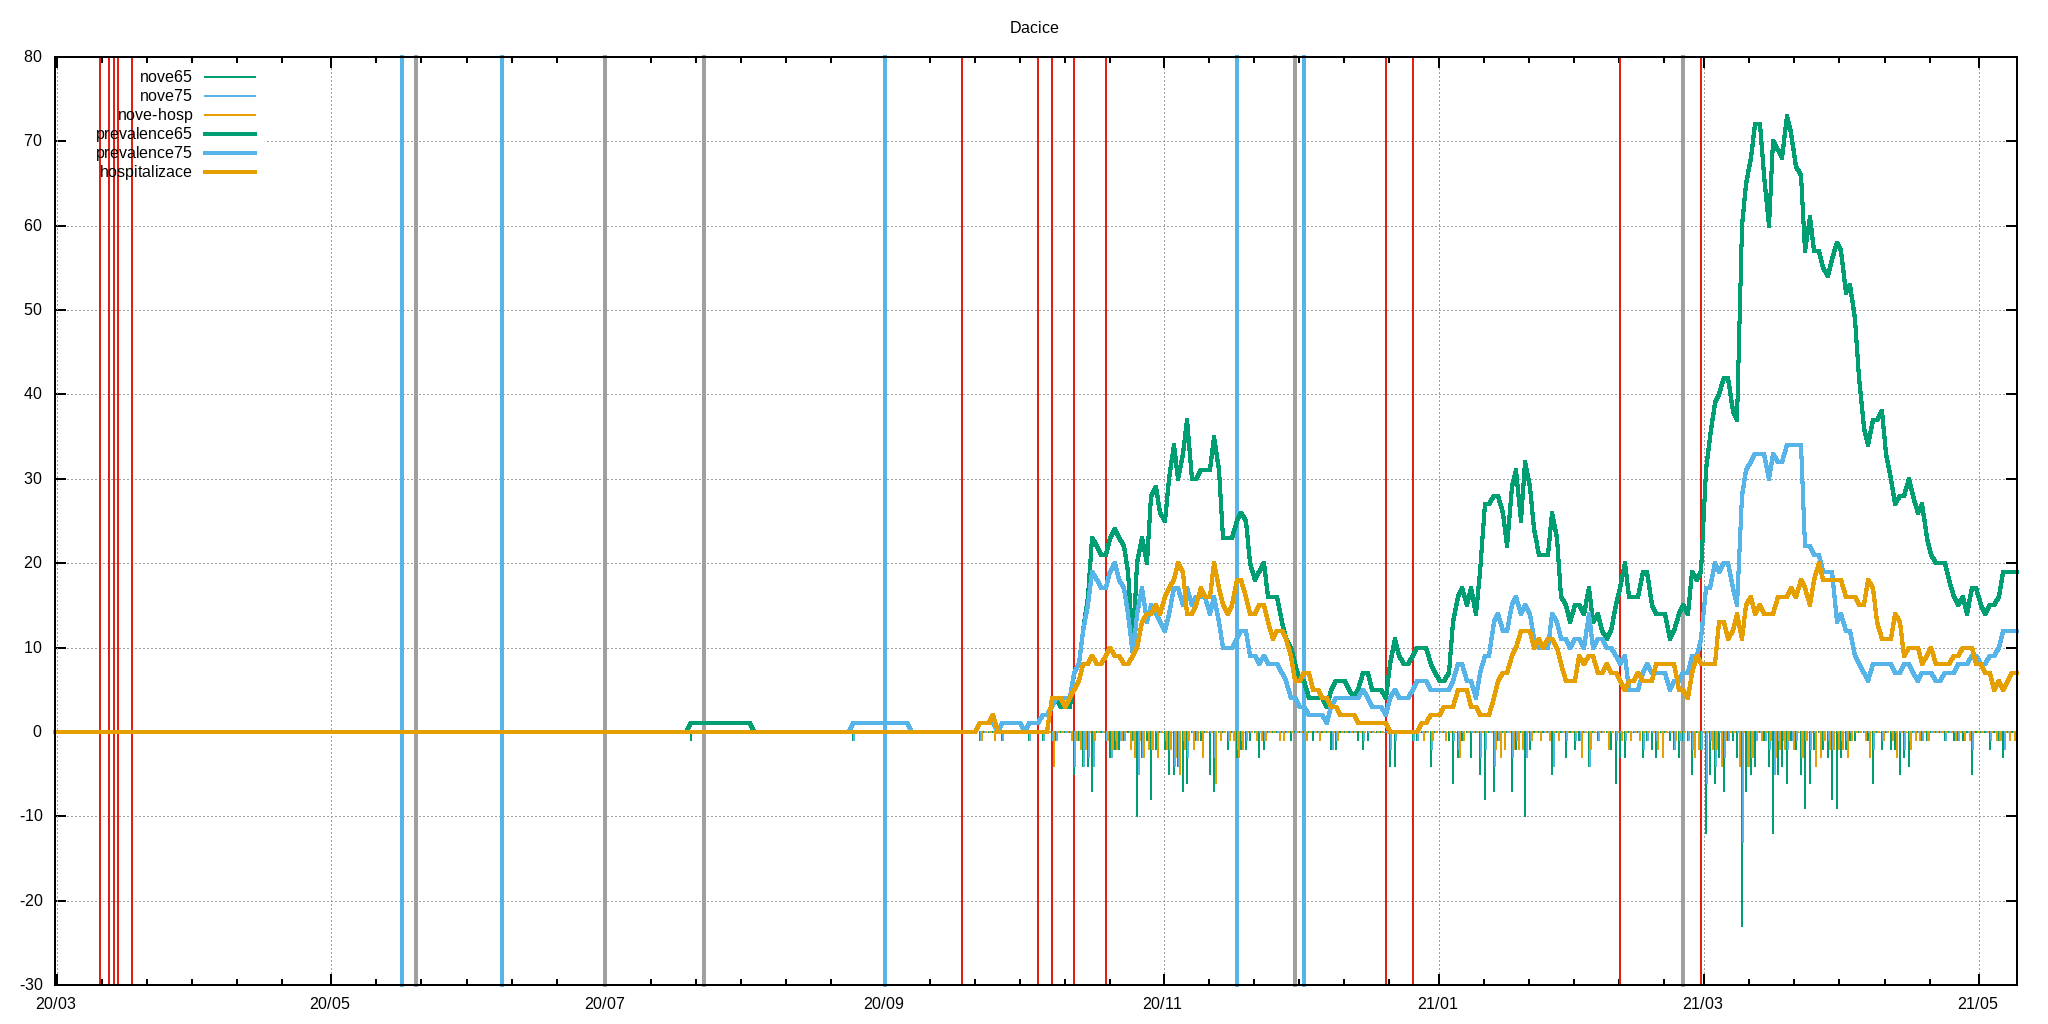 Dacice
80
70
60
50
40
30
20
10
0
-10
-20
-30
nove65
nove75
nove-hosp
prevalence65
prevalence75
hospitalizace
20/03 20/05 20/07 20/09 20/11 21/01 21/03 21/05